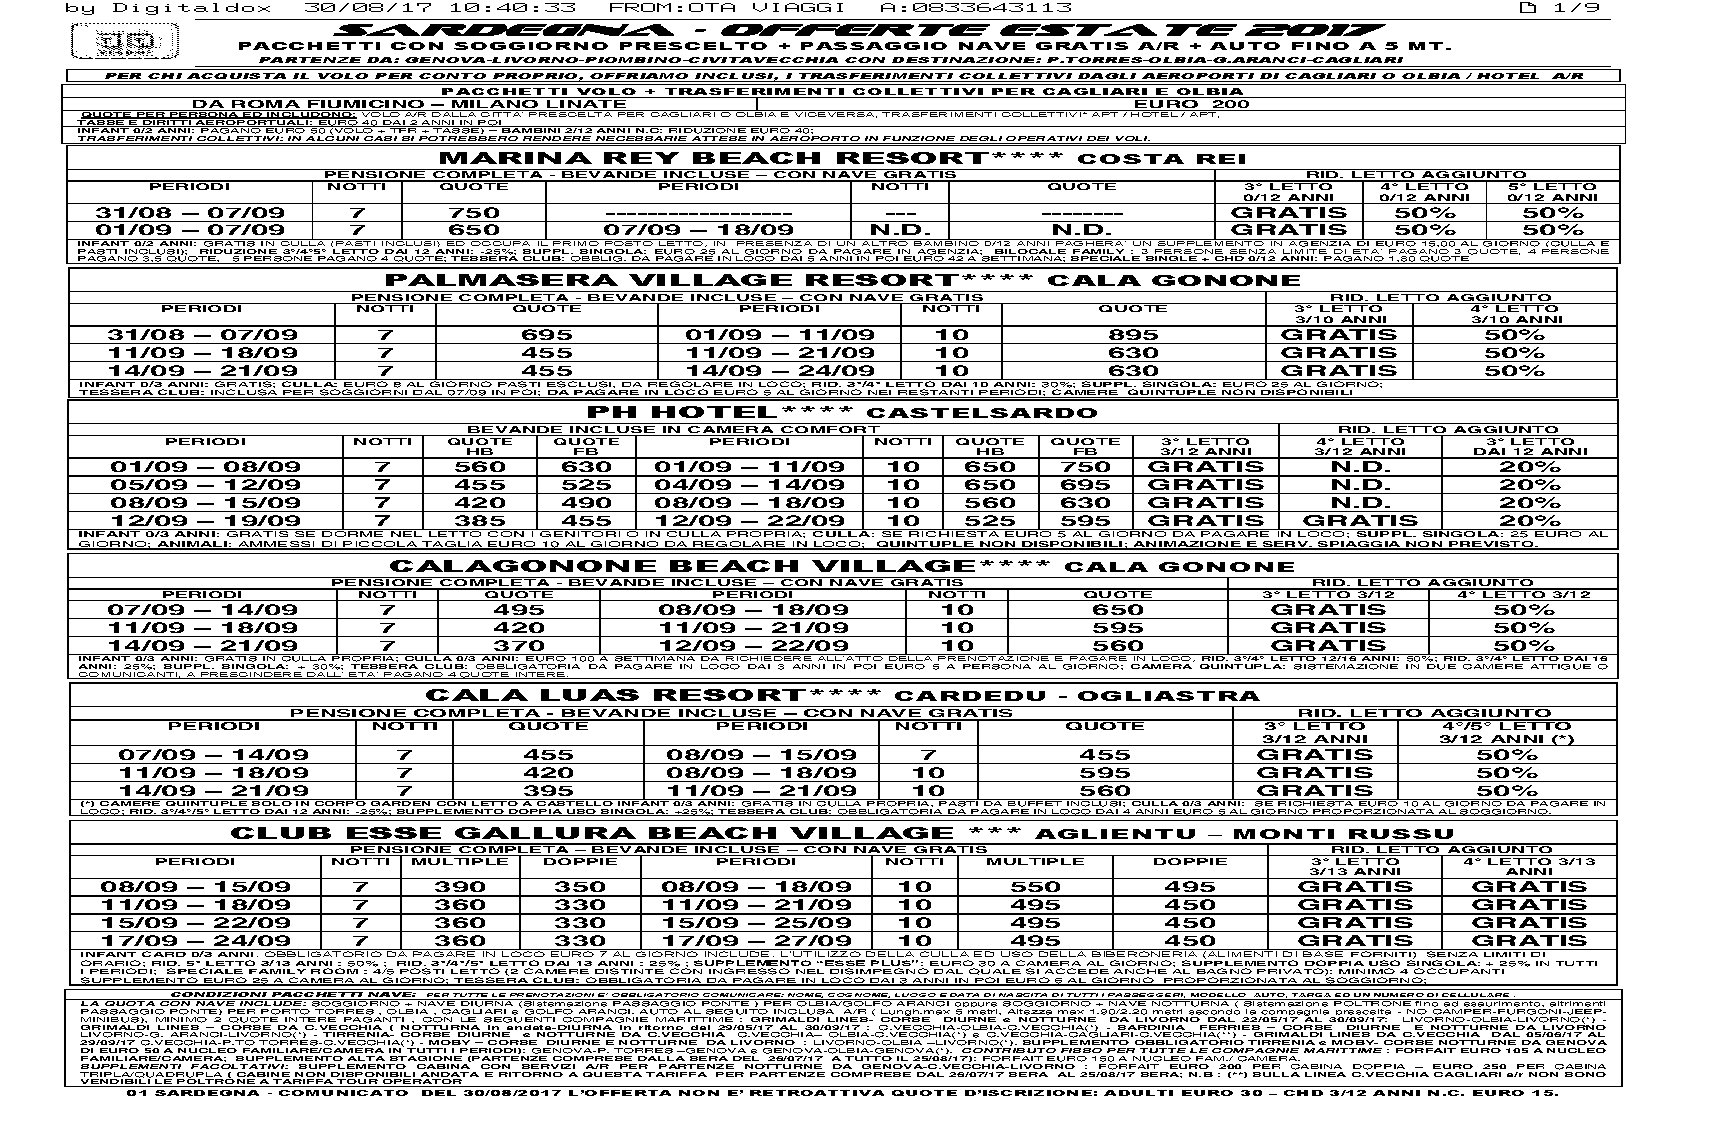 by Digitaldox 30/08/17 10:40:33 FROM:OTA VIAGGI A:0833643113 1/9
SARDEGNA - OFFERTE ESTATE 2017
PACCHETTI CON SOGGIORNO PRESCELTO + PASSAGGIO NAVE GRATIS A/R + AUTO FINO A 5 MT.
PARTENZE DA: GENOVA-LIVORNO-PIOMBINO-CIVITAVECCHIA CON DESTINAZIONE: P.TORRES-OLBIA-G.ARANCI-CAGLIARI
PER CHI ACQUISTA IL VOLO PER CONTO PROPRIO, OFFRIAMO INCLUSI, I TRASFERIMENTI COLLETTIVI DAGLI AEROPORTI DI CAGLIARI O OLBIA / HOTEL A/R
PACCHETTI VOLO + TRASFERIMENTI COLLETTIVI PER CAGLIARI E OLBIA
DA ROMA FIUMICINO – MILANO LINATE EURO 200
QUOTE PER PERSONA ED INCLUDONO: VOLO A/R DALLA CITTA' PRESCELTA PER CAGLIARI O OLBIA E VICEVERSA, TRASFERIMENTI COLLETTIVI* APT / HOTEL / APT,
TASSE E DIRITTI AEROPORTUALI: EURO 40 DAI 2 ANNI IN POI
INFANT 0/2 ANNI: PAGANO EURO 50 (VOLO + TFR + TASSE) – BAMBINI 2/12 ANNI N.C: RIDUZIONE EURO 40;
TRASFERIMENTI COLLETTIVI: IN ALCUNI CASI SI POTREBBERO RENDERE NECESSARIE ATTESE IN AEROPORTO IN FUNZIONE DEGLI OPERATIVI DEI VOLI.
MARINA REY BEACH RESORT**** COSTA REI
PENSIONE COMPLETA - BEVANDE INCLUSE – CON NAVE GRATIS RID. LETTO AGGIUNTO
PERIODI NOTTI QUOTE PERIODI NOTTI QUOTE 3° LETTO 4° LETTO 5° LETTO
0/12 ANNI 0/12 ANNI 0/12 ANNI
31/08 – 07/09 7 750 ------------------ --- -------- GRATIS 50% 50%
01/09 – 07/09 7 650 07/09 – 18/09 N.D. N.D. GRATIS 50% 50%
INFANT 0/2 ANNI: GRATIS IN CULLA (PASTI INCLUSI) ED OCCUPA IL PRIMO POSTO LETTO, IN PRESENZA DI UN ALTRO BAMBINO 0/12 ANNI PAGHERA' UN SUPPLEMENTO IN AGENZIA DI EURO 15,00 AL GIORNO (CULLA E
PASTI INCLUSI); RIDUZIONE 3°/4°5° LETTO DAI 12 ANNI: -25%; SUPPL. SINGOLA: EURO 25 AL GIORNO DA PAGARE IN AGENZIA; BILOCALE FAMILY : 3 PERSONE SENZA LIMITI DI ETA' PAGANO 3 QUOTE, 4 PERSONE
PAGANO 3,5 QUOTE, 5 PERSONE PAGANO 4 QUOTE; TESSERA CLUB: OBBLIG. DA PAGARE IN LOCO DAI 5 ANNI IN POI EURO 42 A SETTIMANA; SPECIALE SINGLE + CHD 0/12 ANNI: PAGANO 1,80 QUOTE
PALMASERA VILLAGE RESORT**** CALA GONONE
PENSIONE COMPLETA - BEVANDE INCLUSE – CON NAVE GRATIS RID. LETTO AGGIUNTO
PERIODI NOTTI QUOTE PERIODI NOTTI QUOTE 3° LETTO 4° LETTO
3/10 ANNI 3/10 ANNI
31/08 – 07/09 7 695 01/09 – 11/09 10 895 GRATIS 50%
11/09 – 18/09 7 455 11/09 – 21/09 10 630 GRATIS 50%
14/09 – 21/09 7 455 14/09 – 24/09 10 630 GRATIS 50%
INFANT 0/3 ANNI: GRATIS; CULLA: EURO 8 AL GIORNO PASTI ESCLUSI, DA REGOLARE IN LOCO; RID. 3°/4° LETTO DAI 10 ANNI: 30%; SUPPL. SINGOLA: EURO 25 AL GIORNO;
TESSERA CLUB: INCLUSA PER SOGGIORNI DAL 07/09 IN POI; DA PAGARE IN LOCO EURO 5 AL GIORNO NEI RESTANTI PERIODI; CAMERE QUINTUPLE NON DISPONIBILI
PH HOTEL**** CASTELSARDO
BEVANDE INCLUSE IN CAMERA COMFORT RID. LETTO AGGIUNTO
PERIODI NOTTI QUOTE QUOTE PERIODI NOTTI QUOTE QUOTE 3° LETTO 4° LETTO 3° LETTO
HB FB HB FB 3/12 ANNI 3/12 ANNI DAI 12 ANNI
01/09 – 08/09 7 560 630 01/09 – 11/09 10 650 750 GRATIS N.D. 20%
05/09 – 12/09 7 455 525 04/09 – 14/09 10 650 695 GRATIS N.D. 20%
08/09 – 15/09 7 420 490 08/09 – 18/09 10 560 630 GRATIS N.D. 20%
12/09 – 19/09 7 385 455 12/09 – 22/09 10 525 595 GRATIS GRATIS 20%
INFANT 0/3 ANNI: GRATIS SE DORME NEL LETTO CON I GENITORI O IN CULLA PROPRIA; CULLA: SE RICHIESTA EURO 5 AL GIORNO DA PAGARE IN LOCO; SUPPL. SINGOLA: 25 EURO AL
GIORNO; ANIMALI: AMMESSI DI PICCOLA TAGLIA EURO 10 AL GIORNO DA REGOLARE IN LOCO; QUINTUPLE NON DISPONIBILI; ANIMAZIONE E SERV. SPIAGGIA NON PREVISTO.
CALAGONONE BEACH VILLAGE**** CALA GONONE
PENSIONE COMPLETA - BEVANDE INCLUSE – CON NAVE GRATIS RID. LETTO AGGIUNTO
PERIODI NOTTI QUOTE PERIODI NOTTI QUOTE 3° LETTO 3/12 4° LETTO 3/12
07/09 – 14/09 7 495 08/09 – 18/09 10 650 GRATIS 50%
11/09 – 18/09 7 420 11/09 – 21/09 10 595 GRATIS 50%
14/09 – 21/09 7 370 12/09 – 22/09 10 560 GRATIS 50%
INFANT 0/3 ANNI: GRATIS IN CULLA PROPRIA; CULLA 0/3 ANNI: EURO 100 A SETTIMANA DA RICHIEDERE ALL'ATTO DELLA PRENOTAZIONE E PAGARE IN LOCO, RID. 3°/4° LETTO 12/16 ANNI: 50%; RID. 3°/4° LETTO DAI 16
ANNI: 25%; SUPPL. SINGOLA: + 30%; TESSERA CLUB: OBBLIGATORIA DA PAGARE IN LOCO DAI 3 ANNI IN POI EURO 5 A PERSONA AL GIORNO; CAMERA QUINTUPLA: SISTEMAZIONE IN DUE CAMERE ATTIGUE O
COMUNICANTI, A PRESCINDERE DALL' ETA' PAGANO 4 QUOTE INTERE.
CALA LUAS RESORT**** CARDEDU - OGLIASTRA
PENSIONE COMPLETA - BEVANDE INCLUSE – CON NAVE GRATIS RID. LETTO AGGIUNTO
PERIODI NOTTI QUOTE PERIODI NOTTI QUOTE 3° LETTO 4°/5° LETTO
3/12 ANNI 3/12 ANNI (*)
07/09 – 14/09 7 455 08/09 – 15/09 7 455 GRATIS 50%
11/09 – 18/09 7 420 08/09 – 18/09 10 595 GRATIS 50%
14/09 – 21/09 7 395 11/09 – 21/09 10 560 GRATIS 50%
(*) CAMERE QUINTUPLE SOLO IN CORPO GARDEN CON LETTO A CASTELLO INFANT 0/3 ANNI: GRATIS IN CULLA PROPRIA, PASTI DA BUFFET INCLUSI; CULLA 0/3 ANNI: SE RICHIESTA EURO 10 AL GIORNO DA PAGARE IN
LOCO; RID. 3°/4°/5° LETTO DAI 12 ANNI: -25%; SUPPLEMENTO DOPPIA USO SINGOLA: +25%; TESSERA CLUB: OBBLIGATORIA DA PAGARE IN LOCO DAI 4 ANNI EURO 5 AL GIORNO PROPORZIONATA AL SOGGIORNO.
CLUB ESSE GALLURA BEACH VILLAGE *** AGLIENTU – MONTI RUSSU
PENSIONE COMPLETA – BEVANDE INCLUSE – CON NAVE GRATIS RID. LETTO AGGIUNTO
PERIODI NOTTI MULTIPLE DOPPIE PERIODI NOTTI MULTIPLE DOPPIE 3° LETTO 4° LETTO 3/13
3/13 ANNI ANNI
08/09 – 15/09 7 390 350 08/09 – 18/09 10 550 495 GRATIS GRATIS
11/09 – 18/09 7 360 330 11/09 – 21/09 10 495 450 GRATIS GRATIS
15/09 – 22/09 7 360 330 15/09 – 25/09 10 495 450 GRATIS GRATIS
17/09 – 24/09 7 360 330 17/09 – 27/09 10 495 450 GRATIS GRATIS
INFANT CARD 0/3 ANNI. OBBLIGATORIO DA PAGARE IN LOCO EURO 7 AL GIORNO INCLUDE. L'UTILIZZO DELLA CULLA ED USO DELLA BIBERONERIA (ALIMENTI DI BASE FORNITI) SENZA LIMITI DI
ORARIO; RID. 5° LETTO 3/13 ANNI : 50% ; RID. 3°/4°/5° LETTO DAI 13 ANNI : 25% ; SUPPLEMENTO "ESSE PLUS": EURO 30 A CAMERA AL GIORNO; SUPPLEMENTO DOPPIA USO SINGOLA: + 25% IN TUTTI
I PERIODI; SPECIALE FAMILY ROOM : 4/5 POSTI LETTO (2 CAMERE DISTINTE CON INGRESSO NEL DISIMPEGNO DAL QUALE SI ACCEDE ANCHE AL BAGNO PRIVATO): MINIMO 4 OCCUPANTI
SUPPLEMENTO EURO 25 A CAMERA AL GIORNO; TESSERA CLUB: OBBLIGATORIA DA PAGARE IN LOCO DAI 3 ANNI IN POI EURO 6 AL GIORNO PROPORZIONATA AL SOGGIORNO;
CONDIZIONI PACCHETTI NAVE: PER TUTTE LE PRENOTAZIONI E' OBBLIGATORIO COMUNICARE: NOME, COGNOME, LUOGO E DATA DI NASCITA DI TUTTI I PASSEGGERI, MODELLO AUTO, TARGA ED UN NUMERO DI CELLULARE .
LA QUOTA CON NAVE INCLUDE: SOGGIORNO + NAVE DIURNA (Sistemazione PASSAGGIO PONTE ) PER OLBIA/GOLFO ARANCI oppure SOGGIORNO + NAVE NOTTURNA ( Sistemazione POLTRONE fino ad esaurimento, altrimenti
PASSAGGIO PONTE) PER PORTO TORRES , OLBIA , CAGLIARI e GOLFO ARANCI. AUTO AL SEGUITO INCLUSA A/R ( Lungh.max 5 metri, Altezza max 1.90/2.20 metri secondo le compagnie prescelte - NO CAMPER-FURGONI-JEEP-
MINIBUS). MINIMO 2 QUOTE INTERE PAGANTI , CON LE SEGUENTI COMPAGNIE MARITTIME : GRIMALDI LINES- CORSE DIURNE e NOTTURNE DA LIVORNO DAL 22/05/17 AL 30/09/17: LIVORNO-OLBIA-LIVORNO(*) -
GRIMALDI LINES – CORSE DA C.VECCHIA ( NOTTURNA in andata-DIURNA in ritorno dal 29/05/17 AL 30/09/17 : C.VECCHIA-OLBIA-C.VECCHIA(*) - SARDINIA FERRIES – CORSE DIURNE E NOTTURNE DA LIVORNO
LIVORNO-G. ARANCI-LIVORNO(*) - TIRRENIA- CORSE DIURNE e NOTTURNE DA C.VECCHIA C.VECCHIA– OLBIA–C.VECCHIA(*) e C.VECCHIA-CAGLIARI-C.VECCHIA(**) - GRIMALDI LINES DA C.VECCHIA DAL 05/06/17 AL
29/09/17 C.VECCHIA-P.TO TORRES-C.VECCHIA(*) - MOBY – CORSE DIURNE E NOTTURNE DA LIVORNO : LIVORNO-OLBIA –LIVORNO(*). SUPPLEMENTO OBBLIGATORIO TIRRENIA e MOBY- CORSE NOTTURNE DA GENOVA
DI EURO 50 A NUCLEO FAMILIARE/CAMERA IN TUTTI I PERIODI): GENOVA-P. TORRES –GENOVA e GENOVA-OLBIA-GENOVA(*). CONTRIBUTO FISSO PER TUTTE LE COMPAGNIE MARITTIME : FORFAIT EURO 105 A NUCLEO
FAMILIARE/CAMERA; SUPPLEMENTO ALTA STAGIONE (PARTENZE COMPRESE DALLA SERA DEL 26/07/17 A TUTTO IL 25/08/17): FORFAIT EURO 150 A NUCLEO FAM./ CAMERA.
SUPPLEMENTI FACOLTATIVI: SUPPLEMENTO CABINA CON SERVIZI A/R PER PARTENZE NOTTURNE DA GENOVA-C.VECCHIA-LIVORNO : FORFAIT EURO 200 PER CABINA DOPPIA – EURO 250 PER CABINA
TRIPLA/QUADRUPLA ( CABINE NON DISPONIBILI ANDATA E RITORNO A QUESTA TARIFFA PER PARTENZE COMPRESE DAL 26/07/17 SERA AL 25/08/17 SERA; N.B : (**) SULLA LINEA C.VECCHIA CAGLIARI a/r NON SONO
VENDIBILI LE POLTRONE A TARIFFA TOUR OPERATOR
01 SARDEGNA - COMUNICATO DEL 30/08/2017 L'OFFERTA NON E' RETROATTIVA QUOTE D'ISCRIZIONE: ADULTI EURO 30 – CHD 3/12 ANNI N.C. EURO 15.